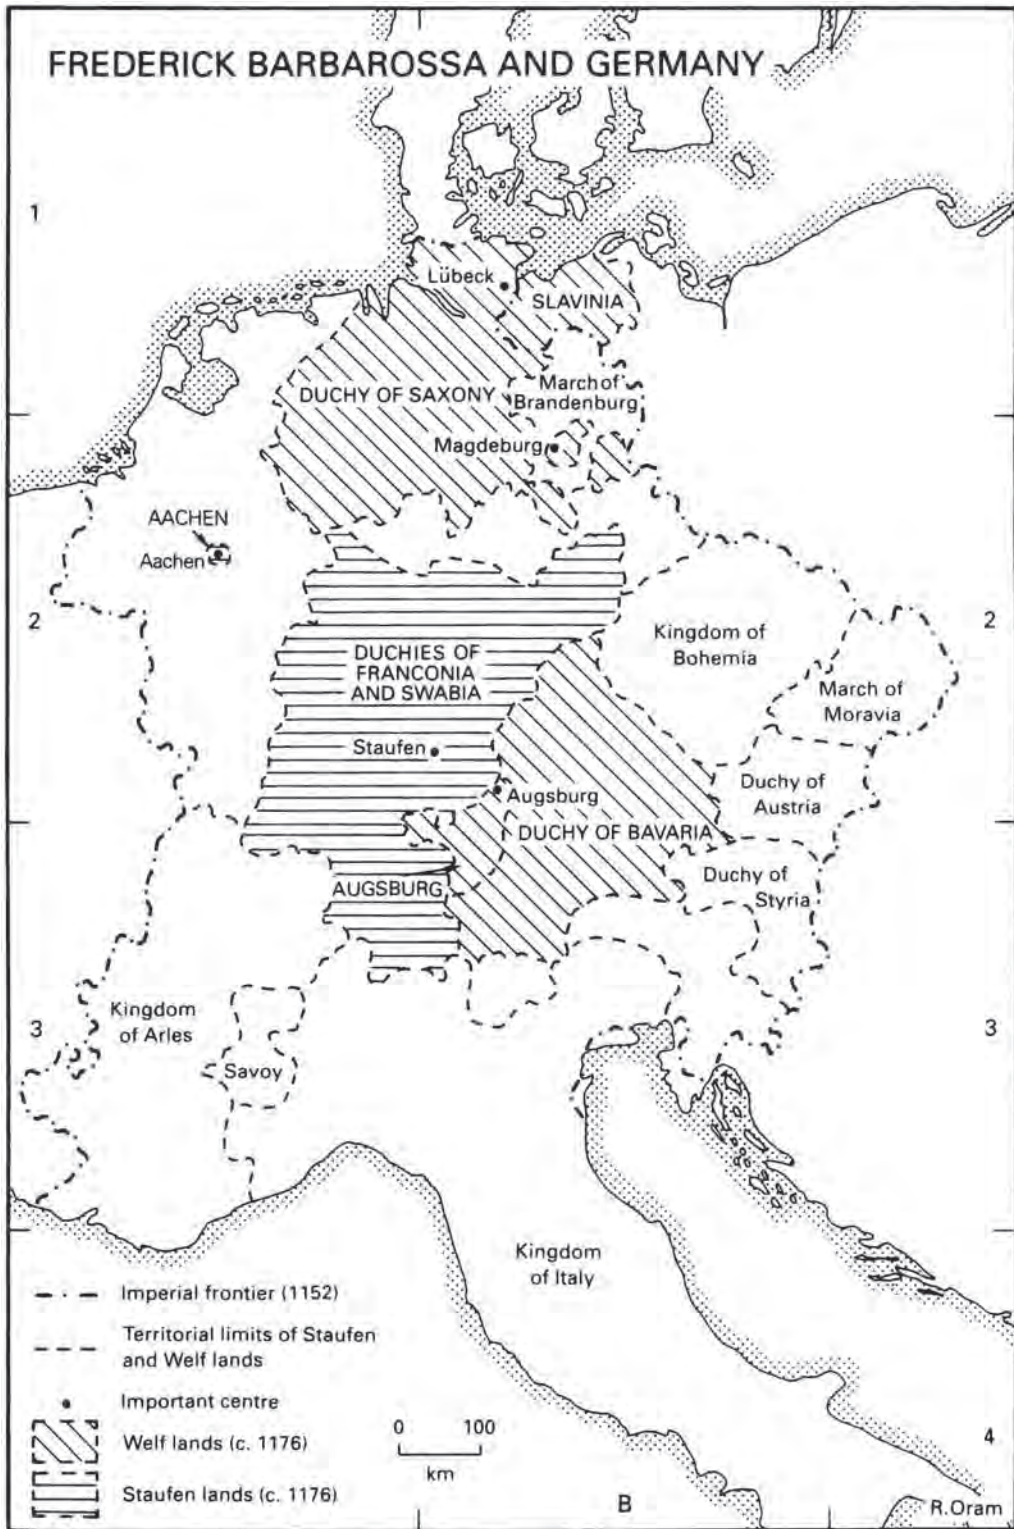 FREDERICK BARBAROSSA AND GERMANY
1
Lübeck
SLAVINIA
DUCHY OF SAXONY
March of
Brandenburg
Magdeburg
AACHEN
Aachen
2
2
Kingdom of
Bohemia
DUCHIES OF
FRANCONIA
AND SWABIA
March of
Moravia
Staufen
Duchy of
Austria
Augsburg
DUCHY OF BAVARIA
AUGSBURG
Duchy of
Styria
Kingdom
of Arles
3
3
Savoy
Kingdom
of Italy
Imperial frontier (1152)
Territorial limits of Staufen
and Welf lands
Important centre
Welf lands (c. 1176)
Staufen lands (c. 1176)
0 100
km
4
B
R.Oram